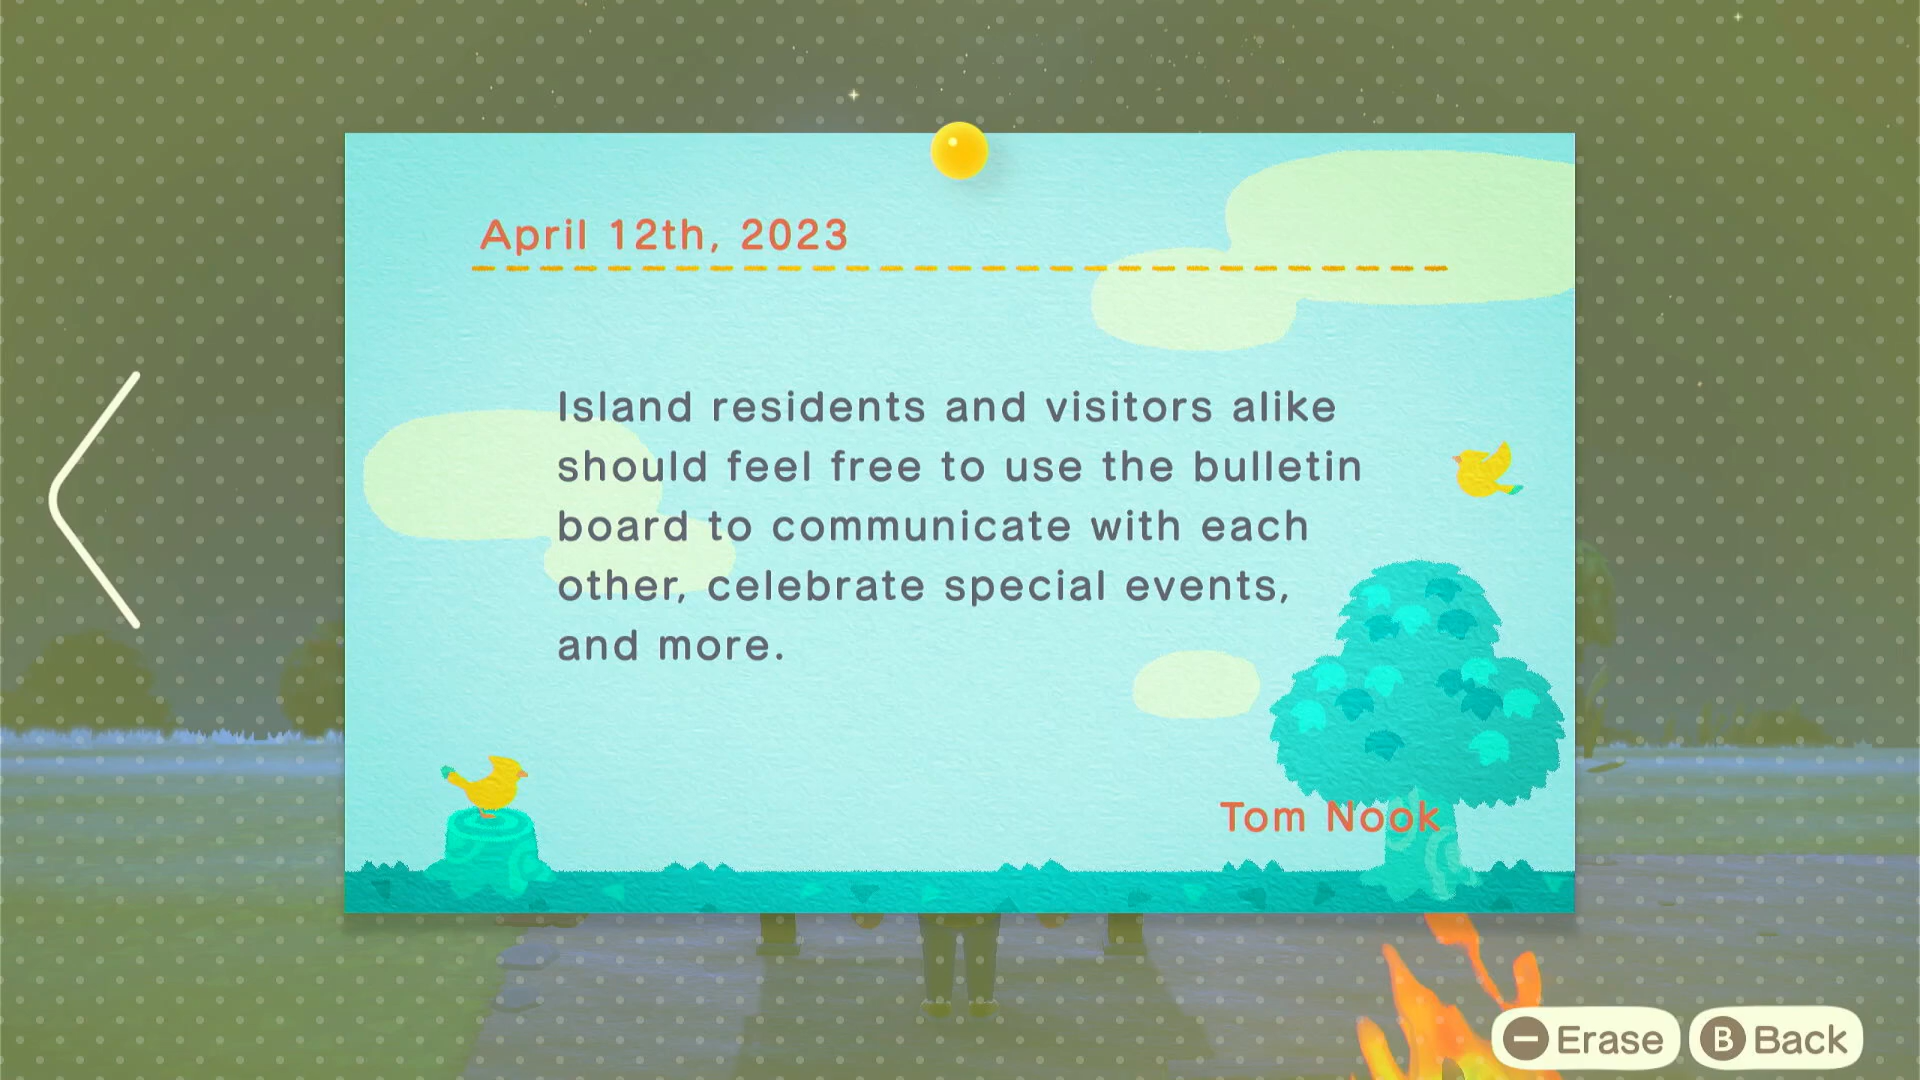 April 12th, 2023
Island residents and visitors alike
should feel free to use the bulletin
board to communicate with each
other, celebrate special events,
and more.
Tom Nook
Erase
B Back